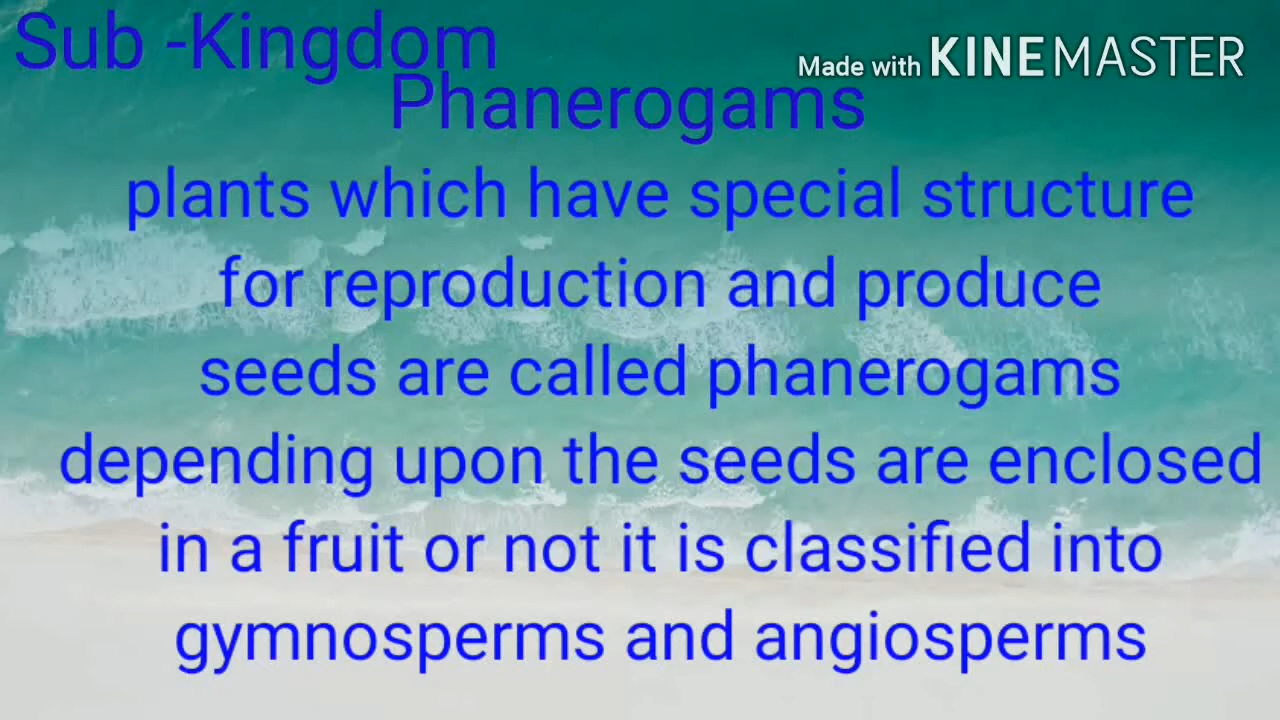 Sub -Kingdom
Made with KINEMASTER
Phanerogams
plants which have special structure
for reproduction and produce
seeds are called phanerogams
depending upon the seeds are enclosed
in a fruit or not it is classified into
gymnosperms and angiosperms